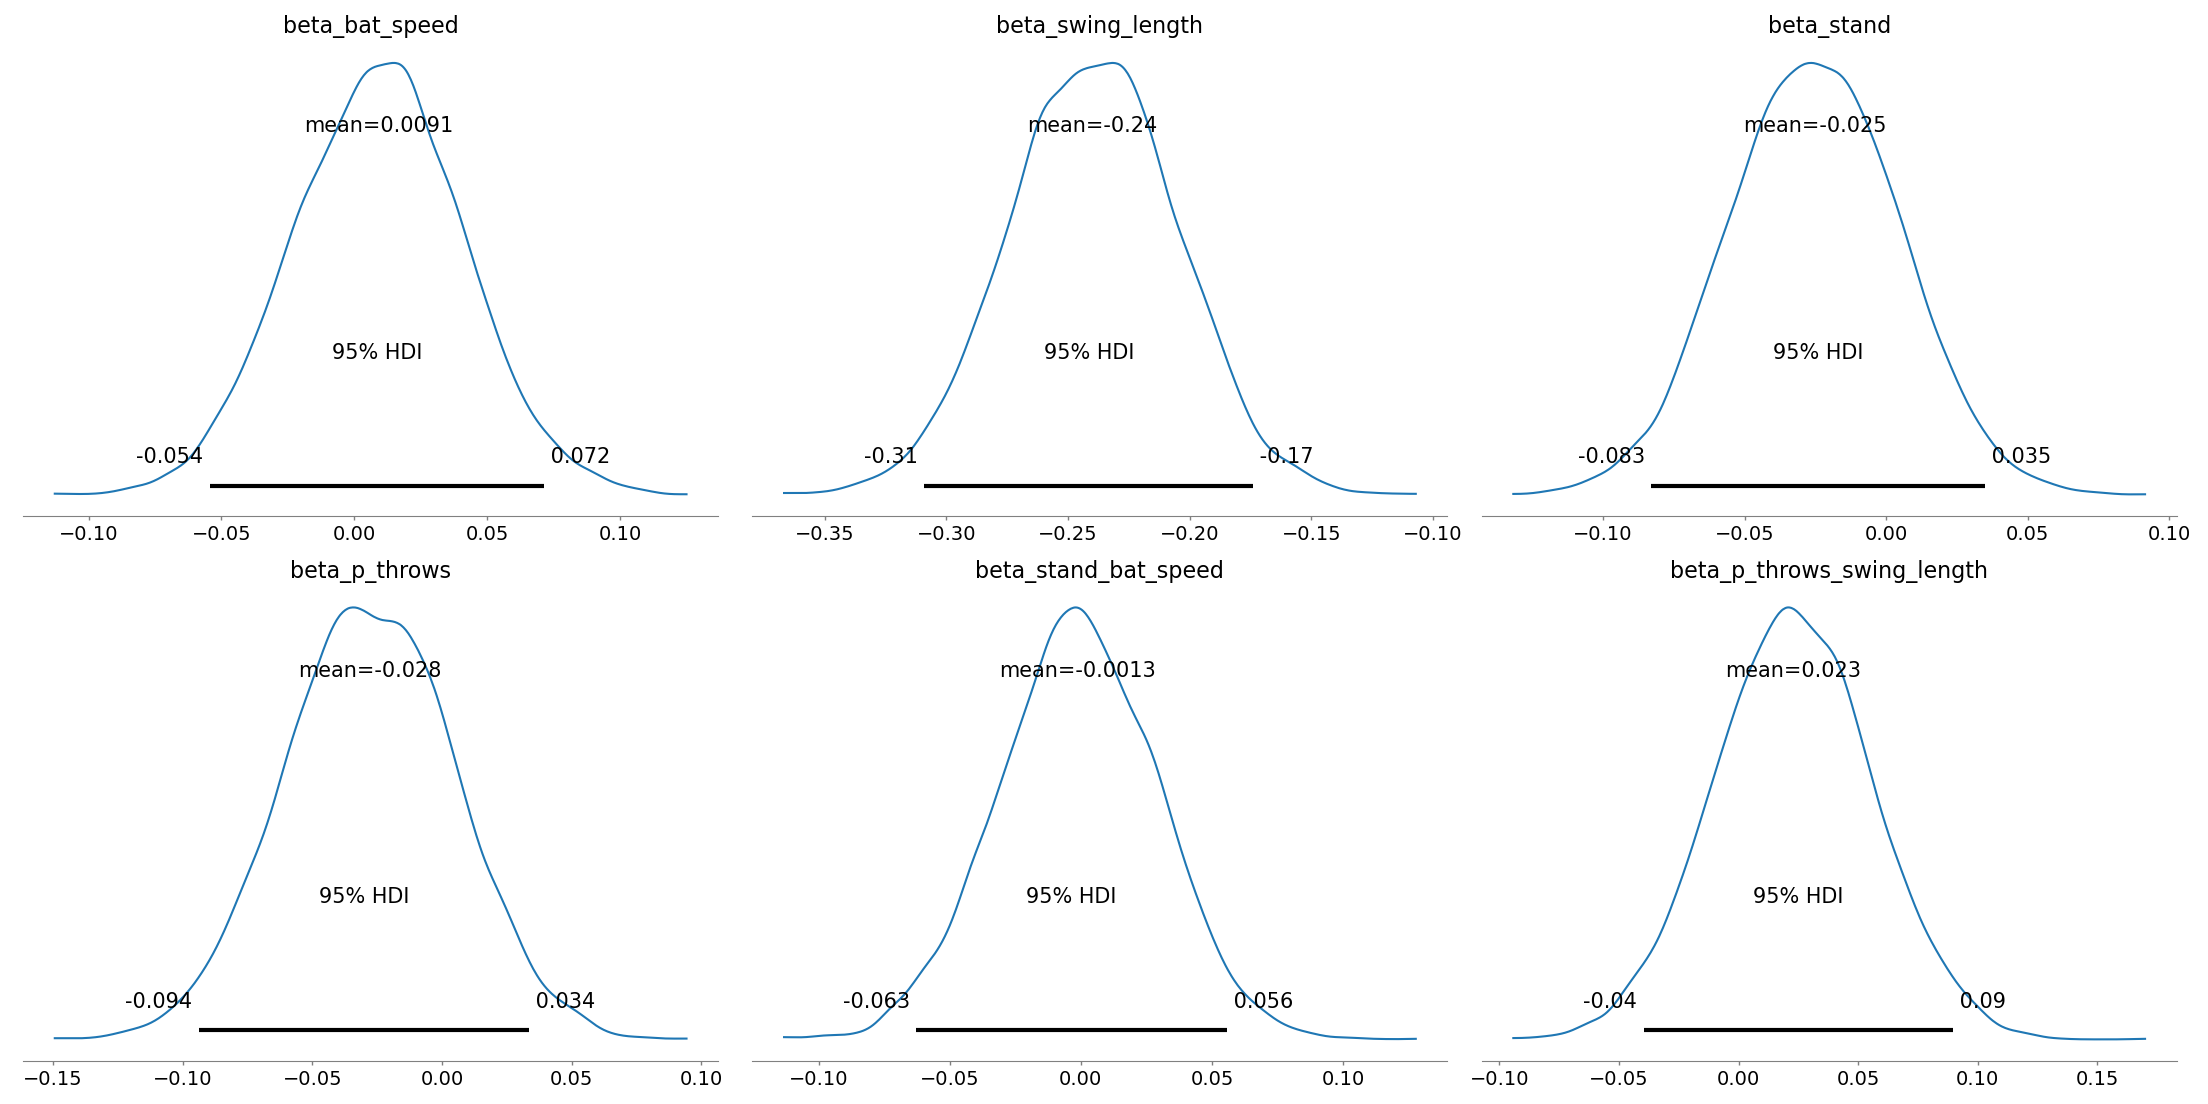 beta_bat_speed
mean=0.0091
95% HDI
-0.054
0.072
−0.10 −0.05 0.00 0.05 0.10
beta_swing_length
mean=-0.24
95% HDI
-0.31
-0.17
−0.35 −0.30 −0.25 −0.20 −0.15 −0.10
beta_stand
mean=-0.025
95% HDI
-0.083
0.035
−0.10 −0.05 0.00 0.05 0.10
beta_p_throws
mean=-0.028
95% HDI
-0.094
0.034
−0.15 −0.10 −0.05 0.00 0.05 0.10
beta_stand_bat_speed
mean=-0.0013
95% HDI
-0.063
0.056
−0.10 −0.05 0.00 0.05 0.10
beta_p_throws_swing_length
mean=0.023
95% HDI
-0.04
0.09
−0.10 −0.05 0.00 0.05 0.10 0.15